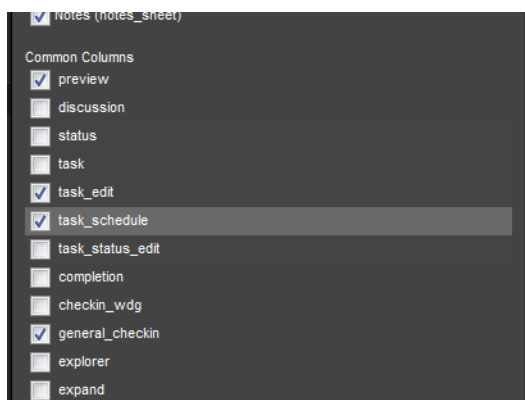 Notes (notes_sheet)
Common Columns
preview
discussion
status
task
task_edit
task_schedule
task_status_edit
completion
checkin_wdg
general_checkin
explorer
expand